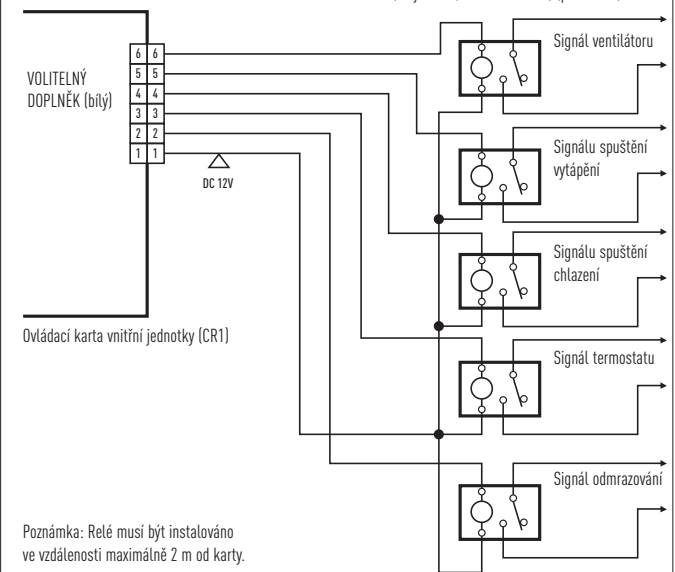 Signál ventilátoru
VOLITELNÝ
DOPLNĚK (bílý)
6 6
5 5
4 4
3 3
2 2
1 1
DC 12V
Signálu spuštění
vytápění
Signálu spuštění
chlazení
Ovládací karta vnitřní jednotky (CR1)
Signál termostatu
Signál odmrazování
Poznámka: Relé musí být instalováno
ve vzdálenosti maximálně 2 m od karty.